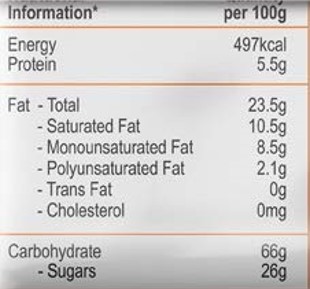 Information* per 100g
Energy 497kcal
Protein 5.5g
Fat - Total 23.5g
- Saturated Fat 10.5g
- Monounsaturated Fat 8.5g
- Polyunsaturated Fat 2.1g
- Trans Fat 0g
- Cholesterol 0mg
Carbohydrate 66g
- Sugars 26g